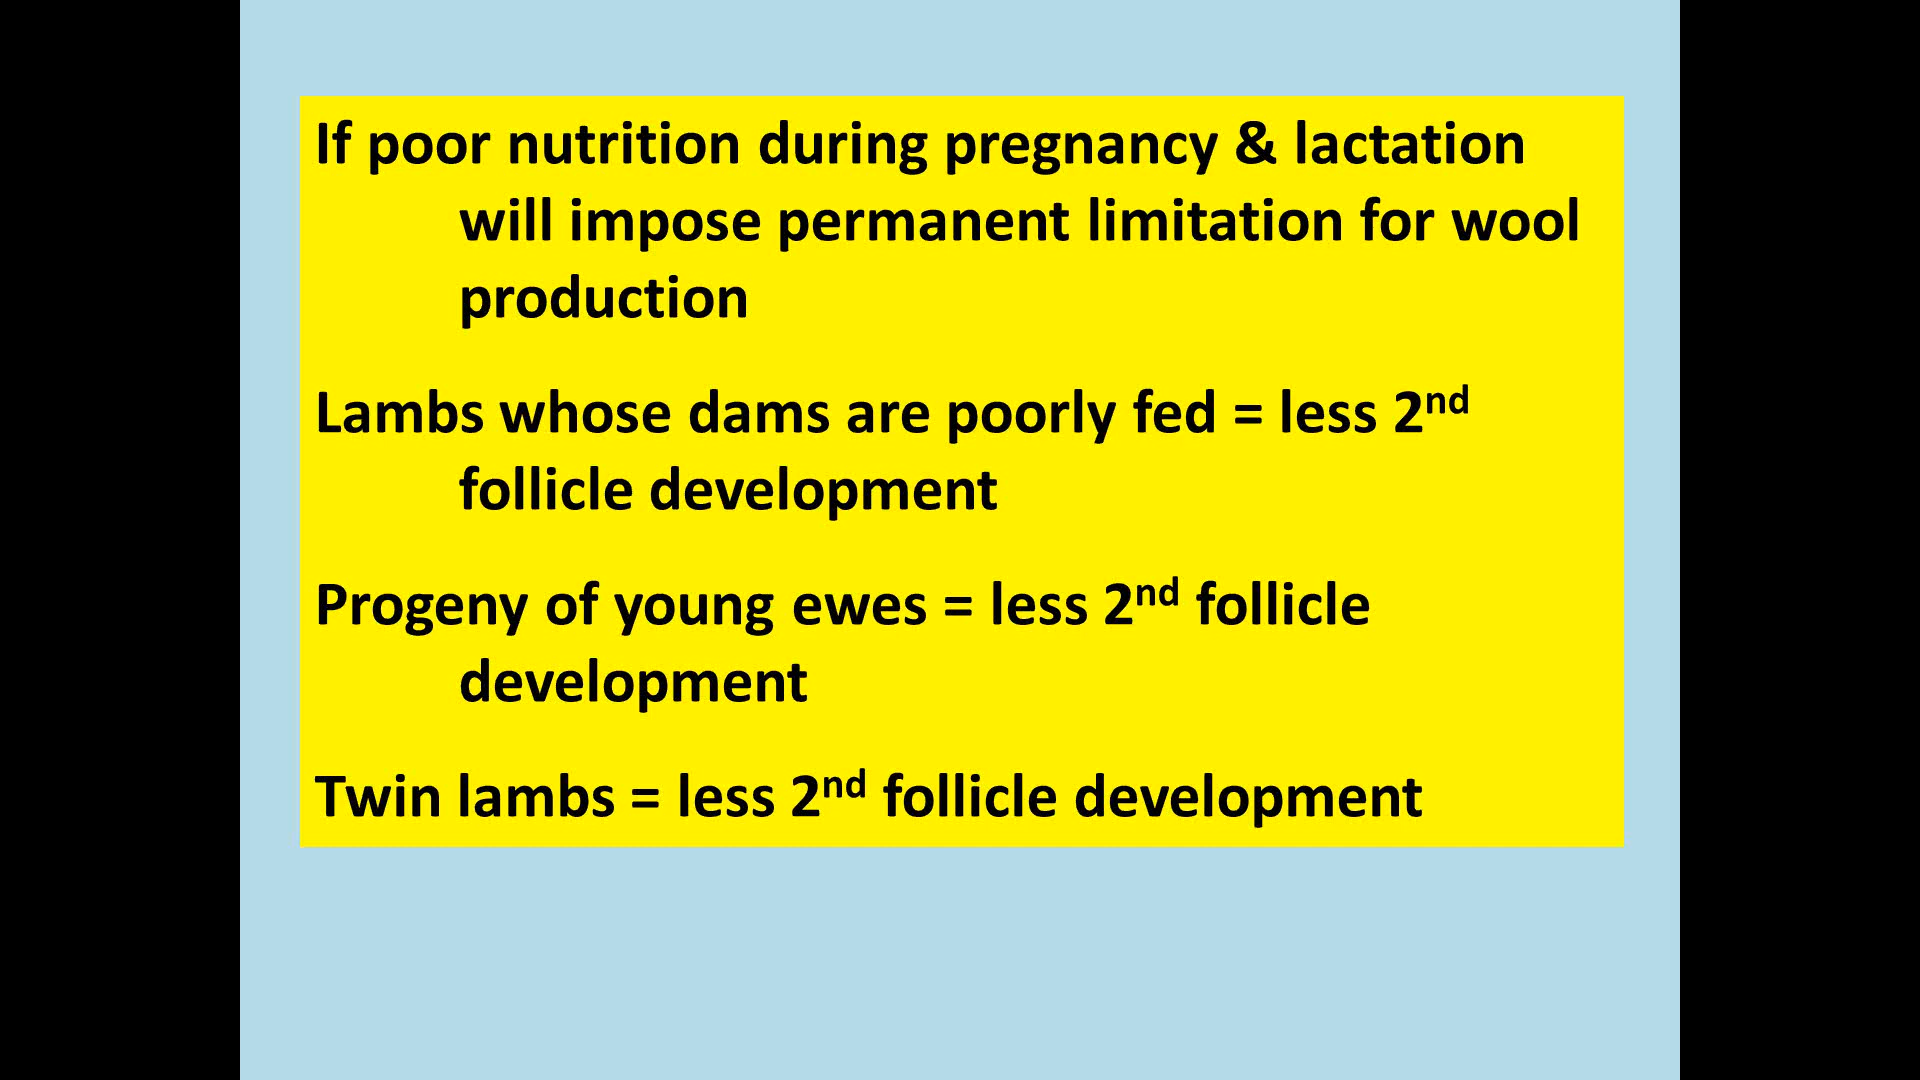 If poor nutrition during pregnancy & lactation
will impose permanent limitation for wool
production
Lambs whose dams are poorly fed = less 2nd
follicle development
Progeny of young ewes = less 2nd follicle
development
Twin lambs = less 2nd follicle development